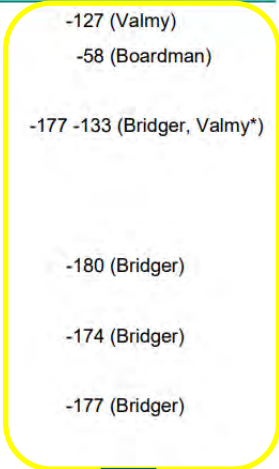 -127 (Valmy)
-58 (Boardman)
-177 -133 (Bridger, Valmy*)
-180 (Bridger)
-174 (Bridger)
-177 (Bridger)